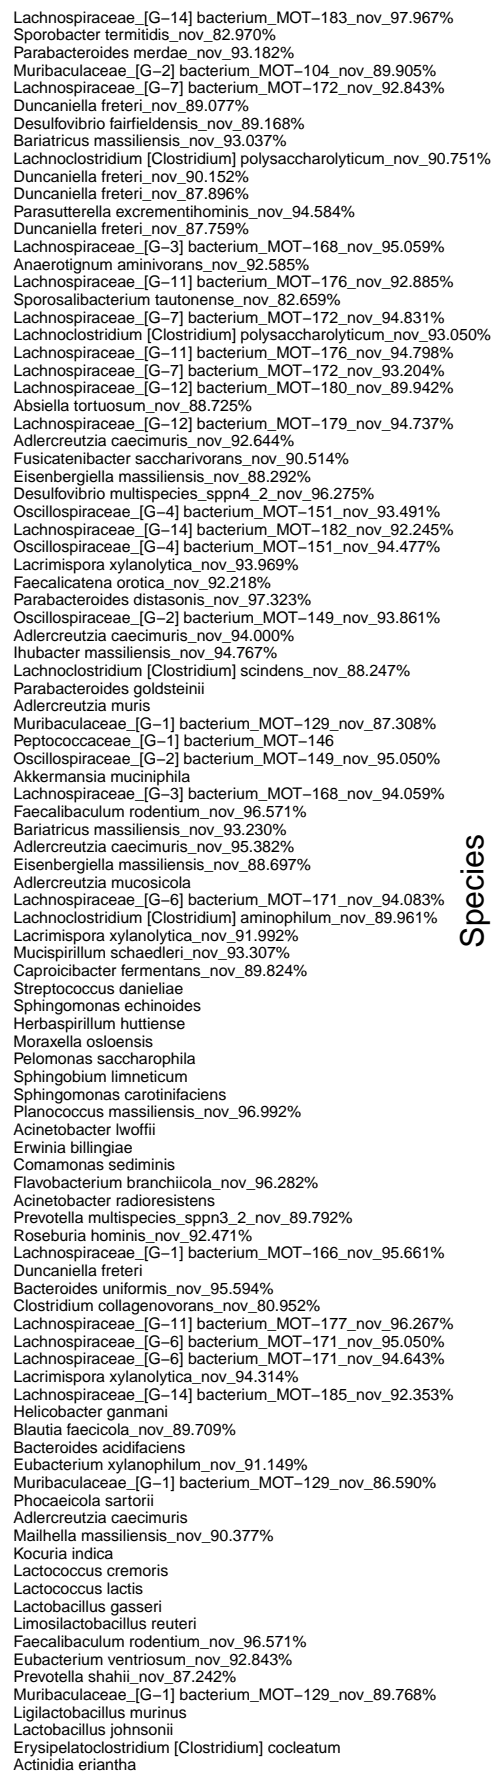 Lachnospiraceae_[G−14] bacterium_MOT−183_nov_97.967%
Sporobacter termitidis_nov_82.970%
Parabacteroides merdae_nov_93.182%
Muribaculaceae_[G−2] bacterium_MOT−104_nov_89.905%
Lachnospiraceae_[G−7] bacterium_MOT−172_nov_92.843%
Duncaniella freteri_nov_89.077%
Desulfovibrio fairfieldensis_nov_89.168%
Bariatricus massiliensis_nov_93.037%
Lachnoclostridium [Clostridium] polysaccharolyticum_nov_90.751%
Duncaniella freteri_nov_90.152%
Duncaniella freteri_nov_87.896%
Parasutterella excrementihominis_nov_94.584%
Duncaniella freteri_nov_87.759%
Lachnospiraceae_[G−3] bacterium_MOT−168_nov_95.059%
Anaerotignum aminivorans_nov_92.585%
Lachnospiraceae_[G−11] bacterium_MOT−176_nov_92.885%
Sporosalibacterium tautonense_nov_82.659%
Lachnospiraceae_[G−7] bacterium_MOT−172_nov_94.831%
Lachnoclostridium [Clostridium] polysaccharolyticum_nov_93.050%
Lachnospiraceae_[G−11] bacterium_MOT−176_nov_94.798%
Lachnospiraceae_[G−7] bacterium_MOT−172_nov_93.204%
Lachnospiraceae_[G−12] bacterium_MOT−180_nov_89.942%
Absiella tortuosum_nov_88.725%
Lachnospiraceae_[G−12] bacterium_MOT−179_nov_94.737%
Adlercreutzia caecimuris_nov_92.644%
Fusicatenibacter saccharivorans_nov_90.514%
Eisenbergiella massiliensis_nov_88.292%
Desulfovibrio multispecies_sppn4_2_nov_96.275%
Oscillospiraceae_[G−4] bacterium_MOT−151_nov_93.491%
Lachnospiraceae_[G−14] bacterium_MOT−182_nov_92.245%
Oscillospiraceae_[G−4] bacterium_MOT−151_nov_94.477%
Lacrimispora xylanolytica_nov_93.969%
Faecalicatena orotica_nov_92.218%
Parabacteroides distasonis_nov_97.323%
Oscillospiraceae_[G−2] bacterium_MOT−149_nov_93.861%
Adlercreutzia caecimuris_nov_94.000%
Ihubacter massiliensis_nov_94.767%
Lachnoclostridium [Clostridium] scindens_nov_88.247%
Parabacteroides goldsteinii
Adlercreutzia muris
Muribaculaceae_[G−1] bacterium_MOT−129_nov_87.308%
Peptococcaceae_[G−1] bacterium_MOT−146
Oscillospiraceae_[G−2] bacterium_MOT−149_nov_95.050%
Akkermansia muciniphila
Lachnospiraceae_[G−3] bacterium_MOT−168_nov_94.059%
Faecalibaculum rodentium_nov_96.571%
Bariatricus massiliensis_nov_93.230%
Adlercreutzia caecimuris_nov_95.382%
Eisenbergiella massiliensis_nov_88.697%
Adlercreutzia mucosicola
Lachnospiraceae_[G−6] bacterium_MOT−171_nov_94.083%
Lachnoclostridium [Clostridium] aminophilum_nov_89.961%
Lacrimispora xylanolytica_nov_91.992%
Mucispirillum schaedleri_nov_93.307%
Caproicibacter fermentans_nov_89.824%
Streptococcus danieliae
Sphingomonas echinoides
Herbaspirillum huttiense
Moraxella osloensis
Pelomonas saccharophila
Sphingobium limneticum
Sphingomonas carotinifaciens
Planococcus massiliensis_nov_96.992%
Acinetobacter lwoffii
Erwinia billingiae
Comamonas sediminis
Flavobacterium branchiicola_nov_96.282%
Acinetobacter radioresistens
Prevotella multispecies_sppn3_2_nov_89.792%
Roseburia hominis_nov_92.471%
Lachnospiraceae_[G−1] bacterium_MOT−166_nov_95.661%
Duncaniella freteri
Bacteroides uniformis_nov_95.594%
Clostridium collagenovorans_nov_80.952%
Lachnospiraceae_[G−11] bacterium_MOT−177_nov_96.267%
Lachnospiraceae_[G−6] bacterium_MOT−171_nov_95.050%
Lachnospiraceae_[G−6] bacterium_MOT−171_nov_94.643%
Lacrimispora xylanolytica_nov_94.314%
Lachnospiraceae_[G−14] bacterium_MOT−185_nov_92.353%
Helicobacter ganmani
Blautia faecicola_nov_89.709%
Bacteroides acidifaciens
Eubacterium xylanophilum_nov_91.149%
Muribaculaceae_[G−1] bacterium_MOT−129_nov_86.590%
Phocaeicola sartorii
Adlercreutzia caecimuris
Mailhella massiliensis_nov_90.377%
Kocuria indica
Lactococcus cremoris
Lactococcus lactis
Lactobacillus gasseri
Limosilactobacillus reuteri
Faecalibaculum rodentium_nov_96.571%
Eubacterium ventriosum_nov_92.843%
Prevotella shahii_nov_87.242%
Muribaculaceae_[G−1] bacterium_MOT−129_nov_89.768%
Ligilactobacillus murinus
Lactobacillus johnsonii
Erysipelatoclostridium [Clostridium] cocleatum
Actinidia eriantha
Species